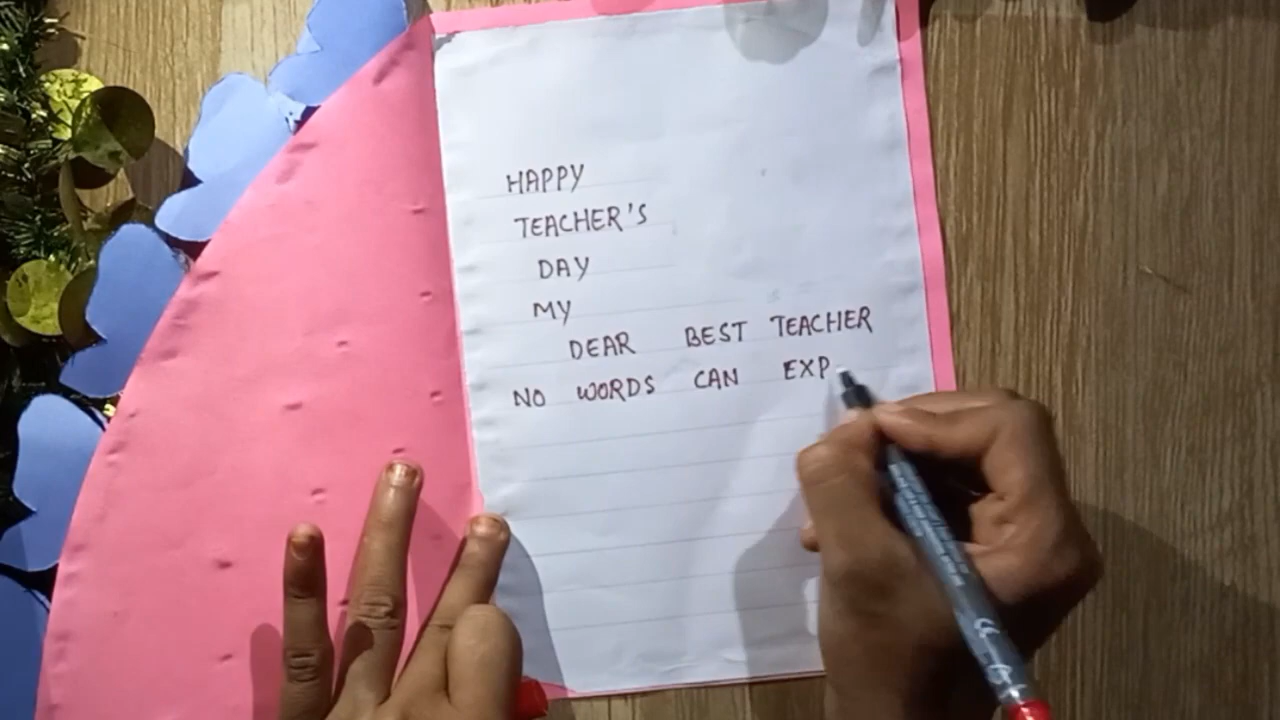 HAPPY
TEACHER'S
DAY
MY
DEAR BEST TEACHER
NO WORDS CAN EXP